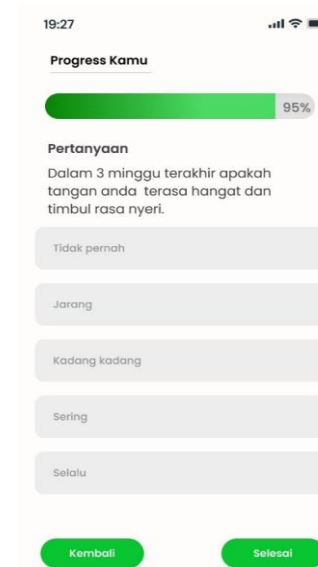 19:27
Progress Kamu
95%
Pertanyaan
Dalam 3 minggu terakhir apakah
tangan anda terasa hangat dan
timbul rasa nyeri.
Tidak pernah
Jarang
Kadang kadang
Sering
Selalu
Kembali
Selesai